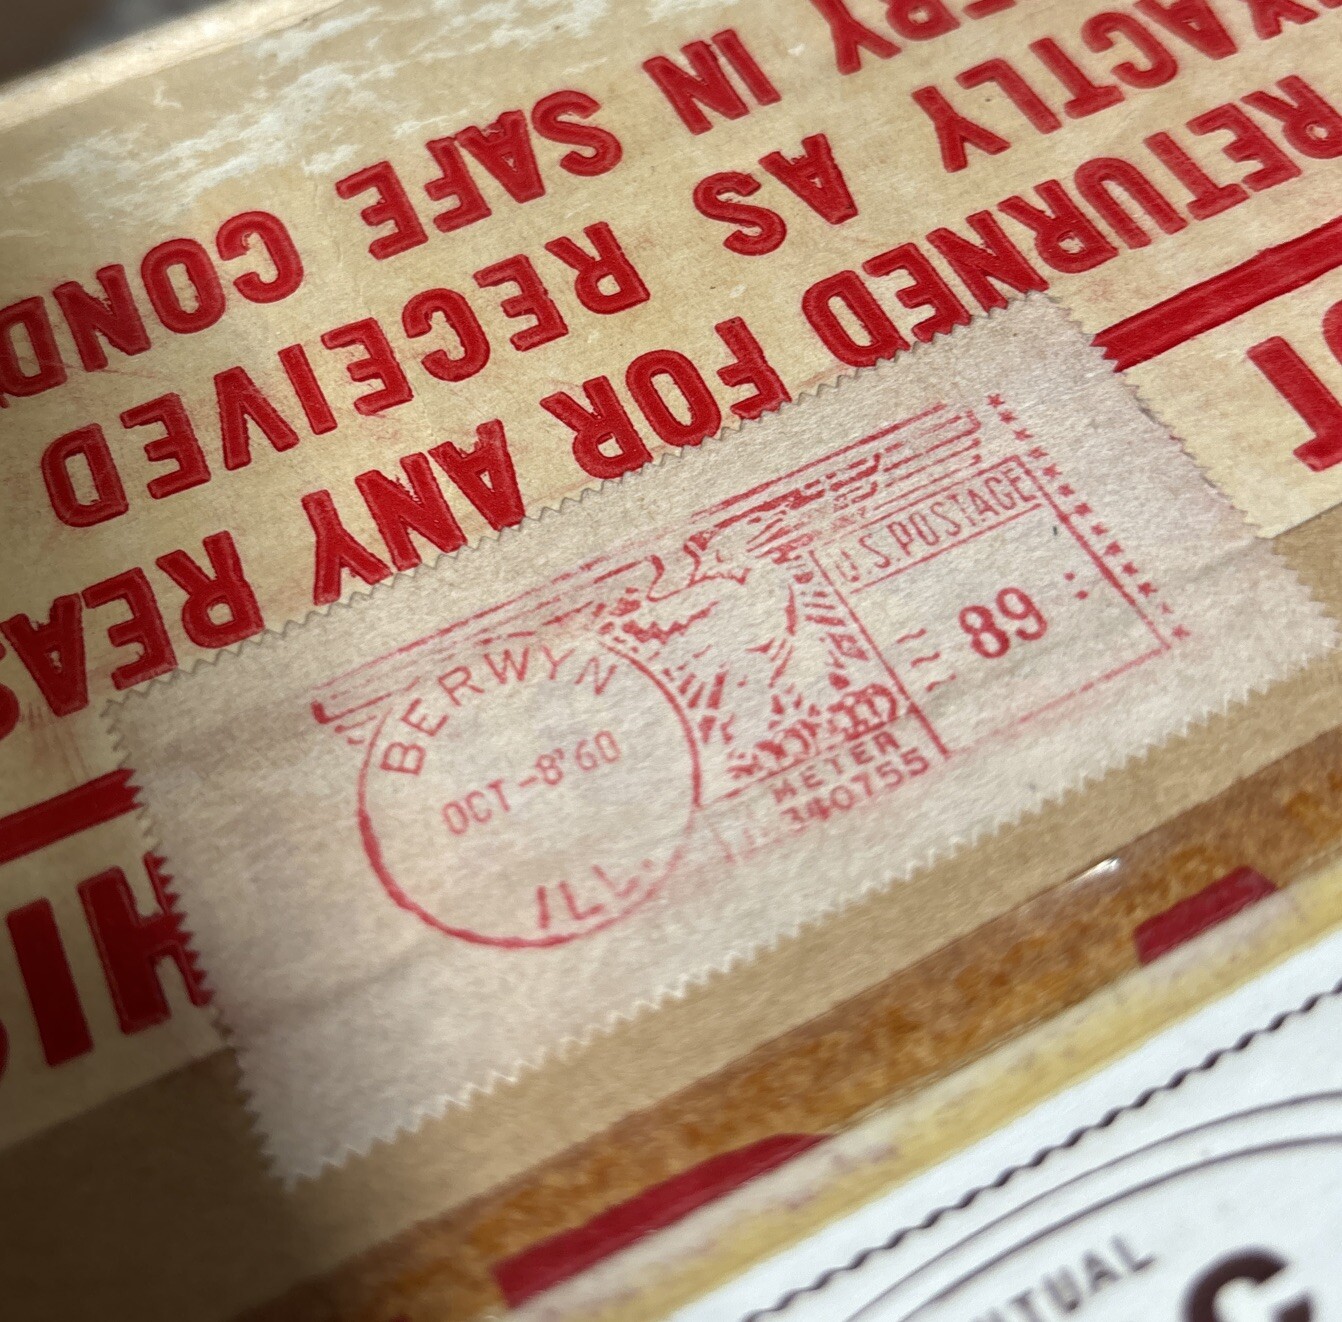 RETURNED FOR ANY REAS
EXACTLY AS RECEIVED
ERY IN SAFE COND
BERWYN
OCT-8'60
ILL.
U.S. POSTAGE
89
METER
340755